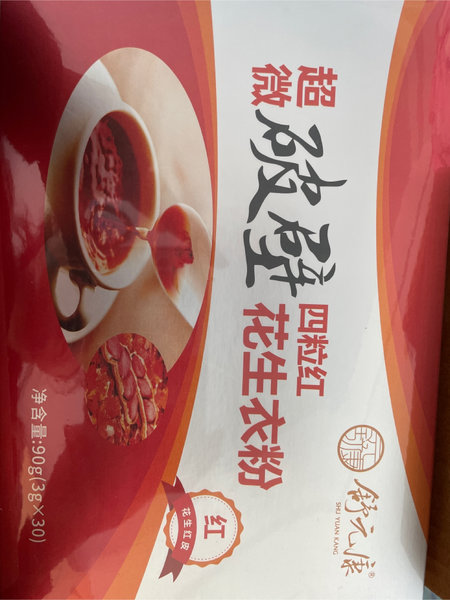 舒元康®
SHU YUAN KANG
超微
破壁
四粒红
花生衣粉
红
花生红皮
净含量:90g(3g×30)